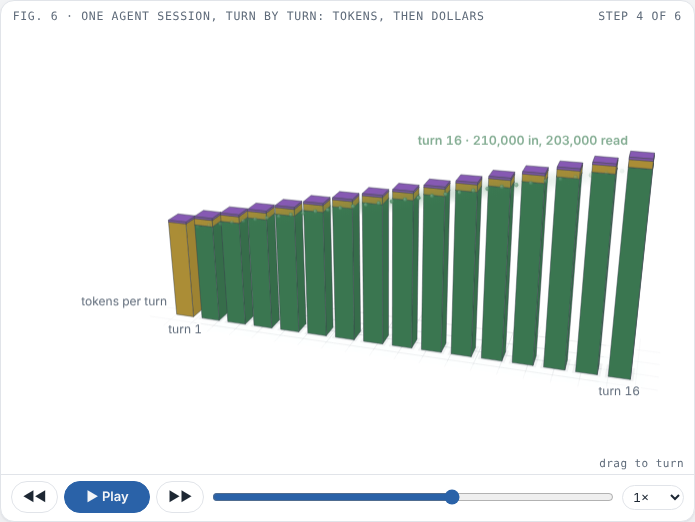 FIG. 6 · ONE AGENT SESSION, TURN BY TURN: TOKENS, THEN DOLLARS
STEP 4 OF 6
turn 16 · 210,000 in, 203,000 read
tokens per turn
turn 1
turn 16
drag to turn
Play
1×